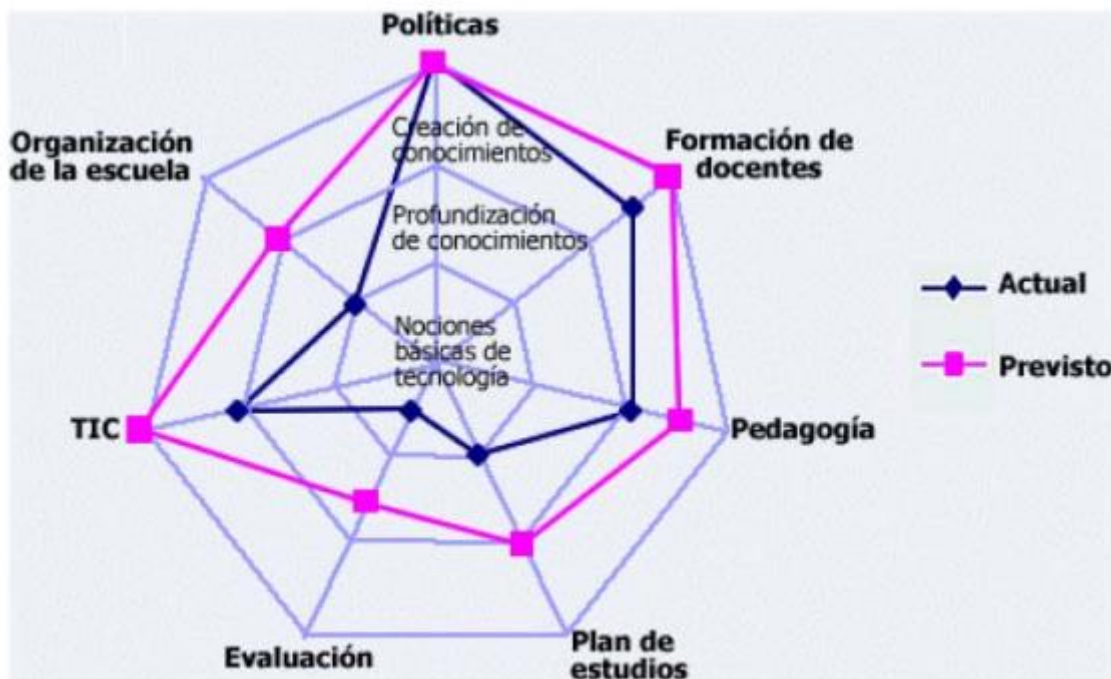 Políticas
Organización
de la escuela
Creación de
conocimientos
Formación de
docentes
Profundización
de conocimientos
Actual
Nociones
básicas de
tecnología
Previsto
TIC
Pedagogía
Evaluación
Plan de
estudios